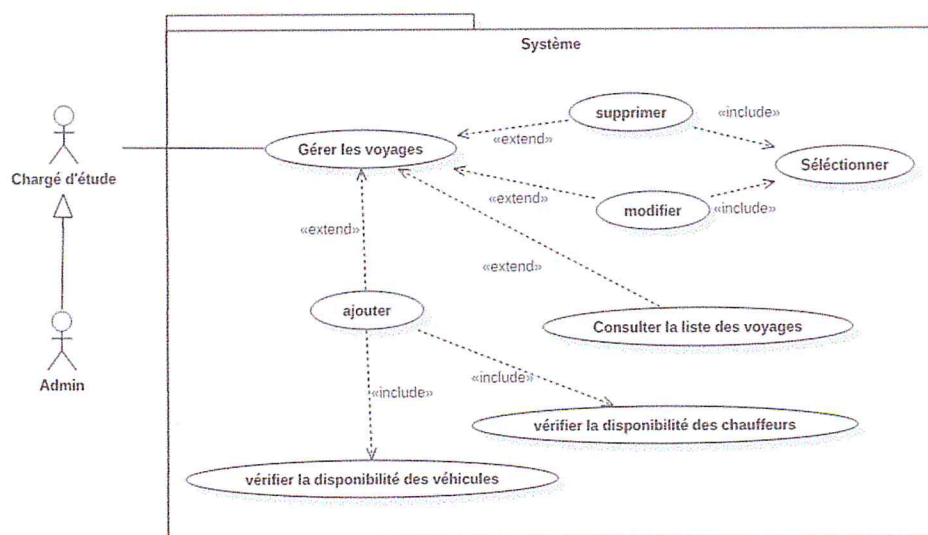 Système
supprimer
«include»
«extend»
Gérer les voyages
Séléctionner
Chargé d'étude
«extend»
modifier
«include»
«extend»
«extend»
ajouter
Consulter la liste des voyages
Admin
«include»
«include»
vérifier la disponibilité des chauffeurs
vérifier la disponibilité des véhicules